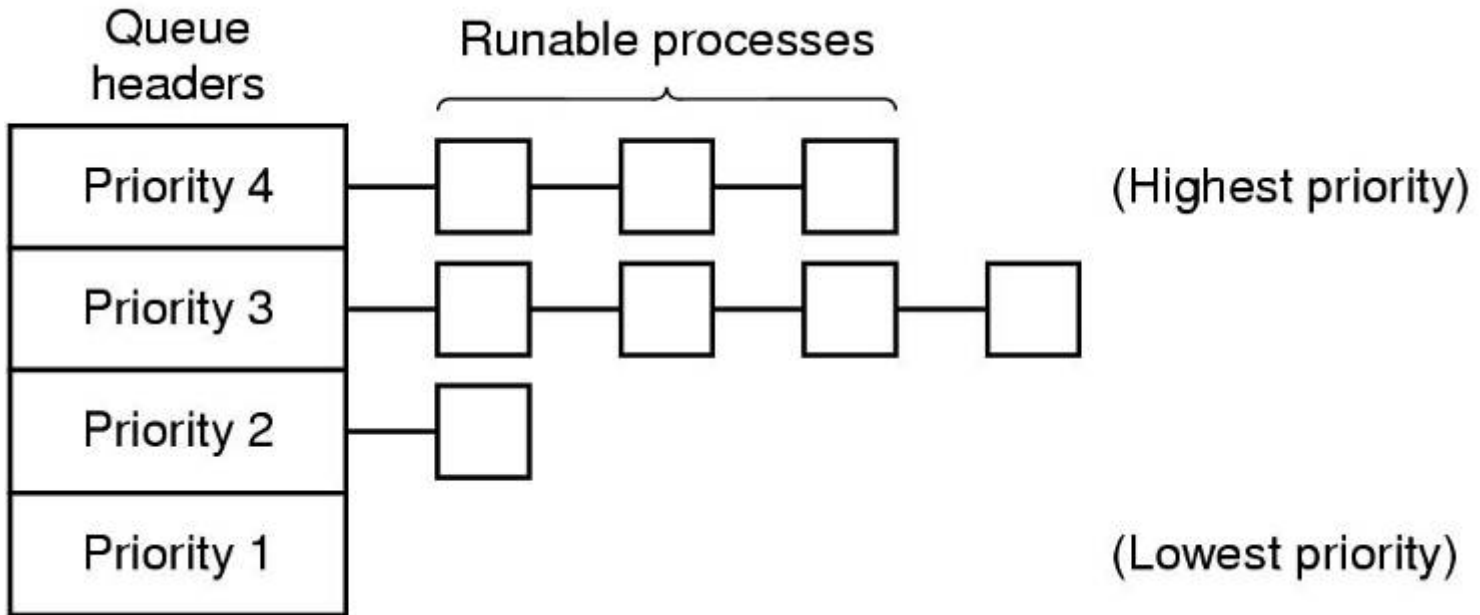 Queue
headers
Runable processes
Priority 4
(Highest priority)
Priority 3
Priority 2
Priority 1
(Lowest priority)